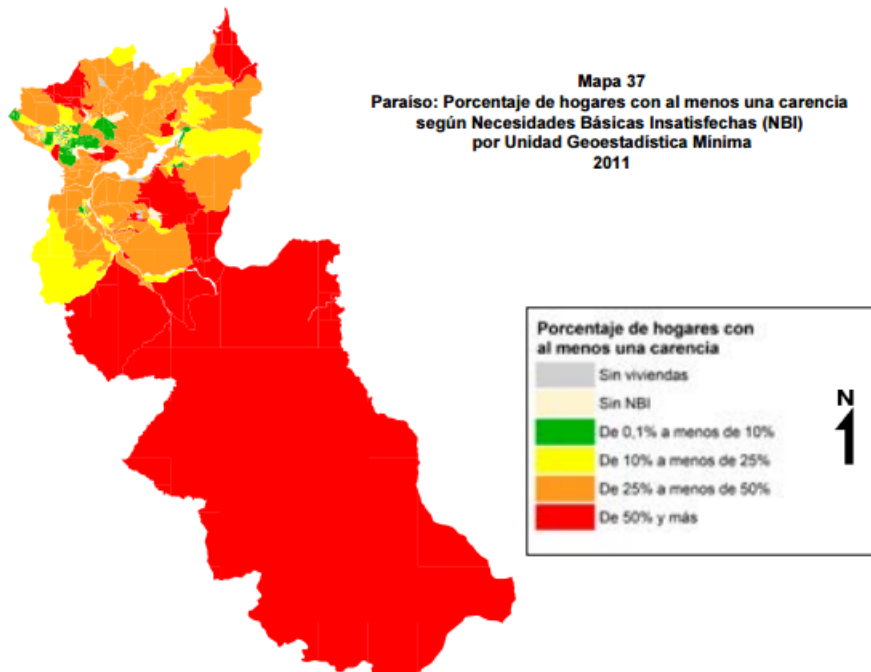 Mapa 37
Paraíso: Porcentaje de hogares con al menos una carencia
según Necesidades Básicas Insatisfechas (NBI)
por Unidad Geoestadística Mínima
2011
Porcentaje de hogares con
al menos una carencia
Sin viviendas
Sin NBI
De 0,1% a menos de 10%
De 10% a menos de 25%
De 25% a menos de 50%
De 50% y más
N